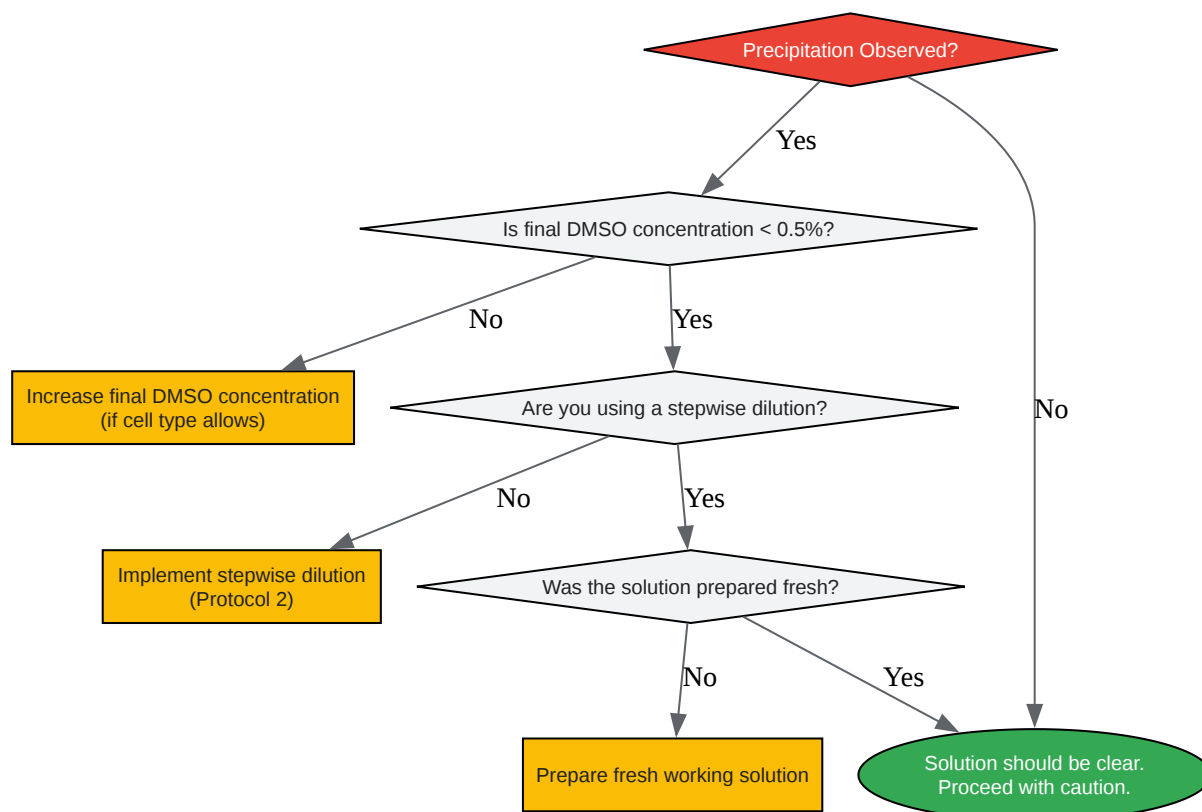 Precipitation Observed?
Yes
Is final DMSO concentration < 0.5%?
No
Yes
Increase final DMSO concentration
(if cell type allows)
Are you using a stepwise dilution?
No
No
Yes
Implement stepwise dilution
(Protocol 2)
Was the solution prepared fresh?
No
Yes
Prepare fresh working solution
Solution should be clear.
Proceed with caution.